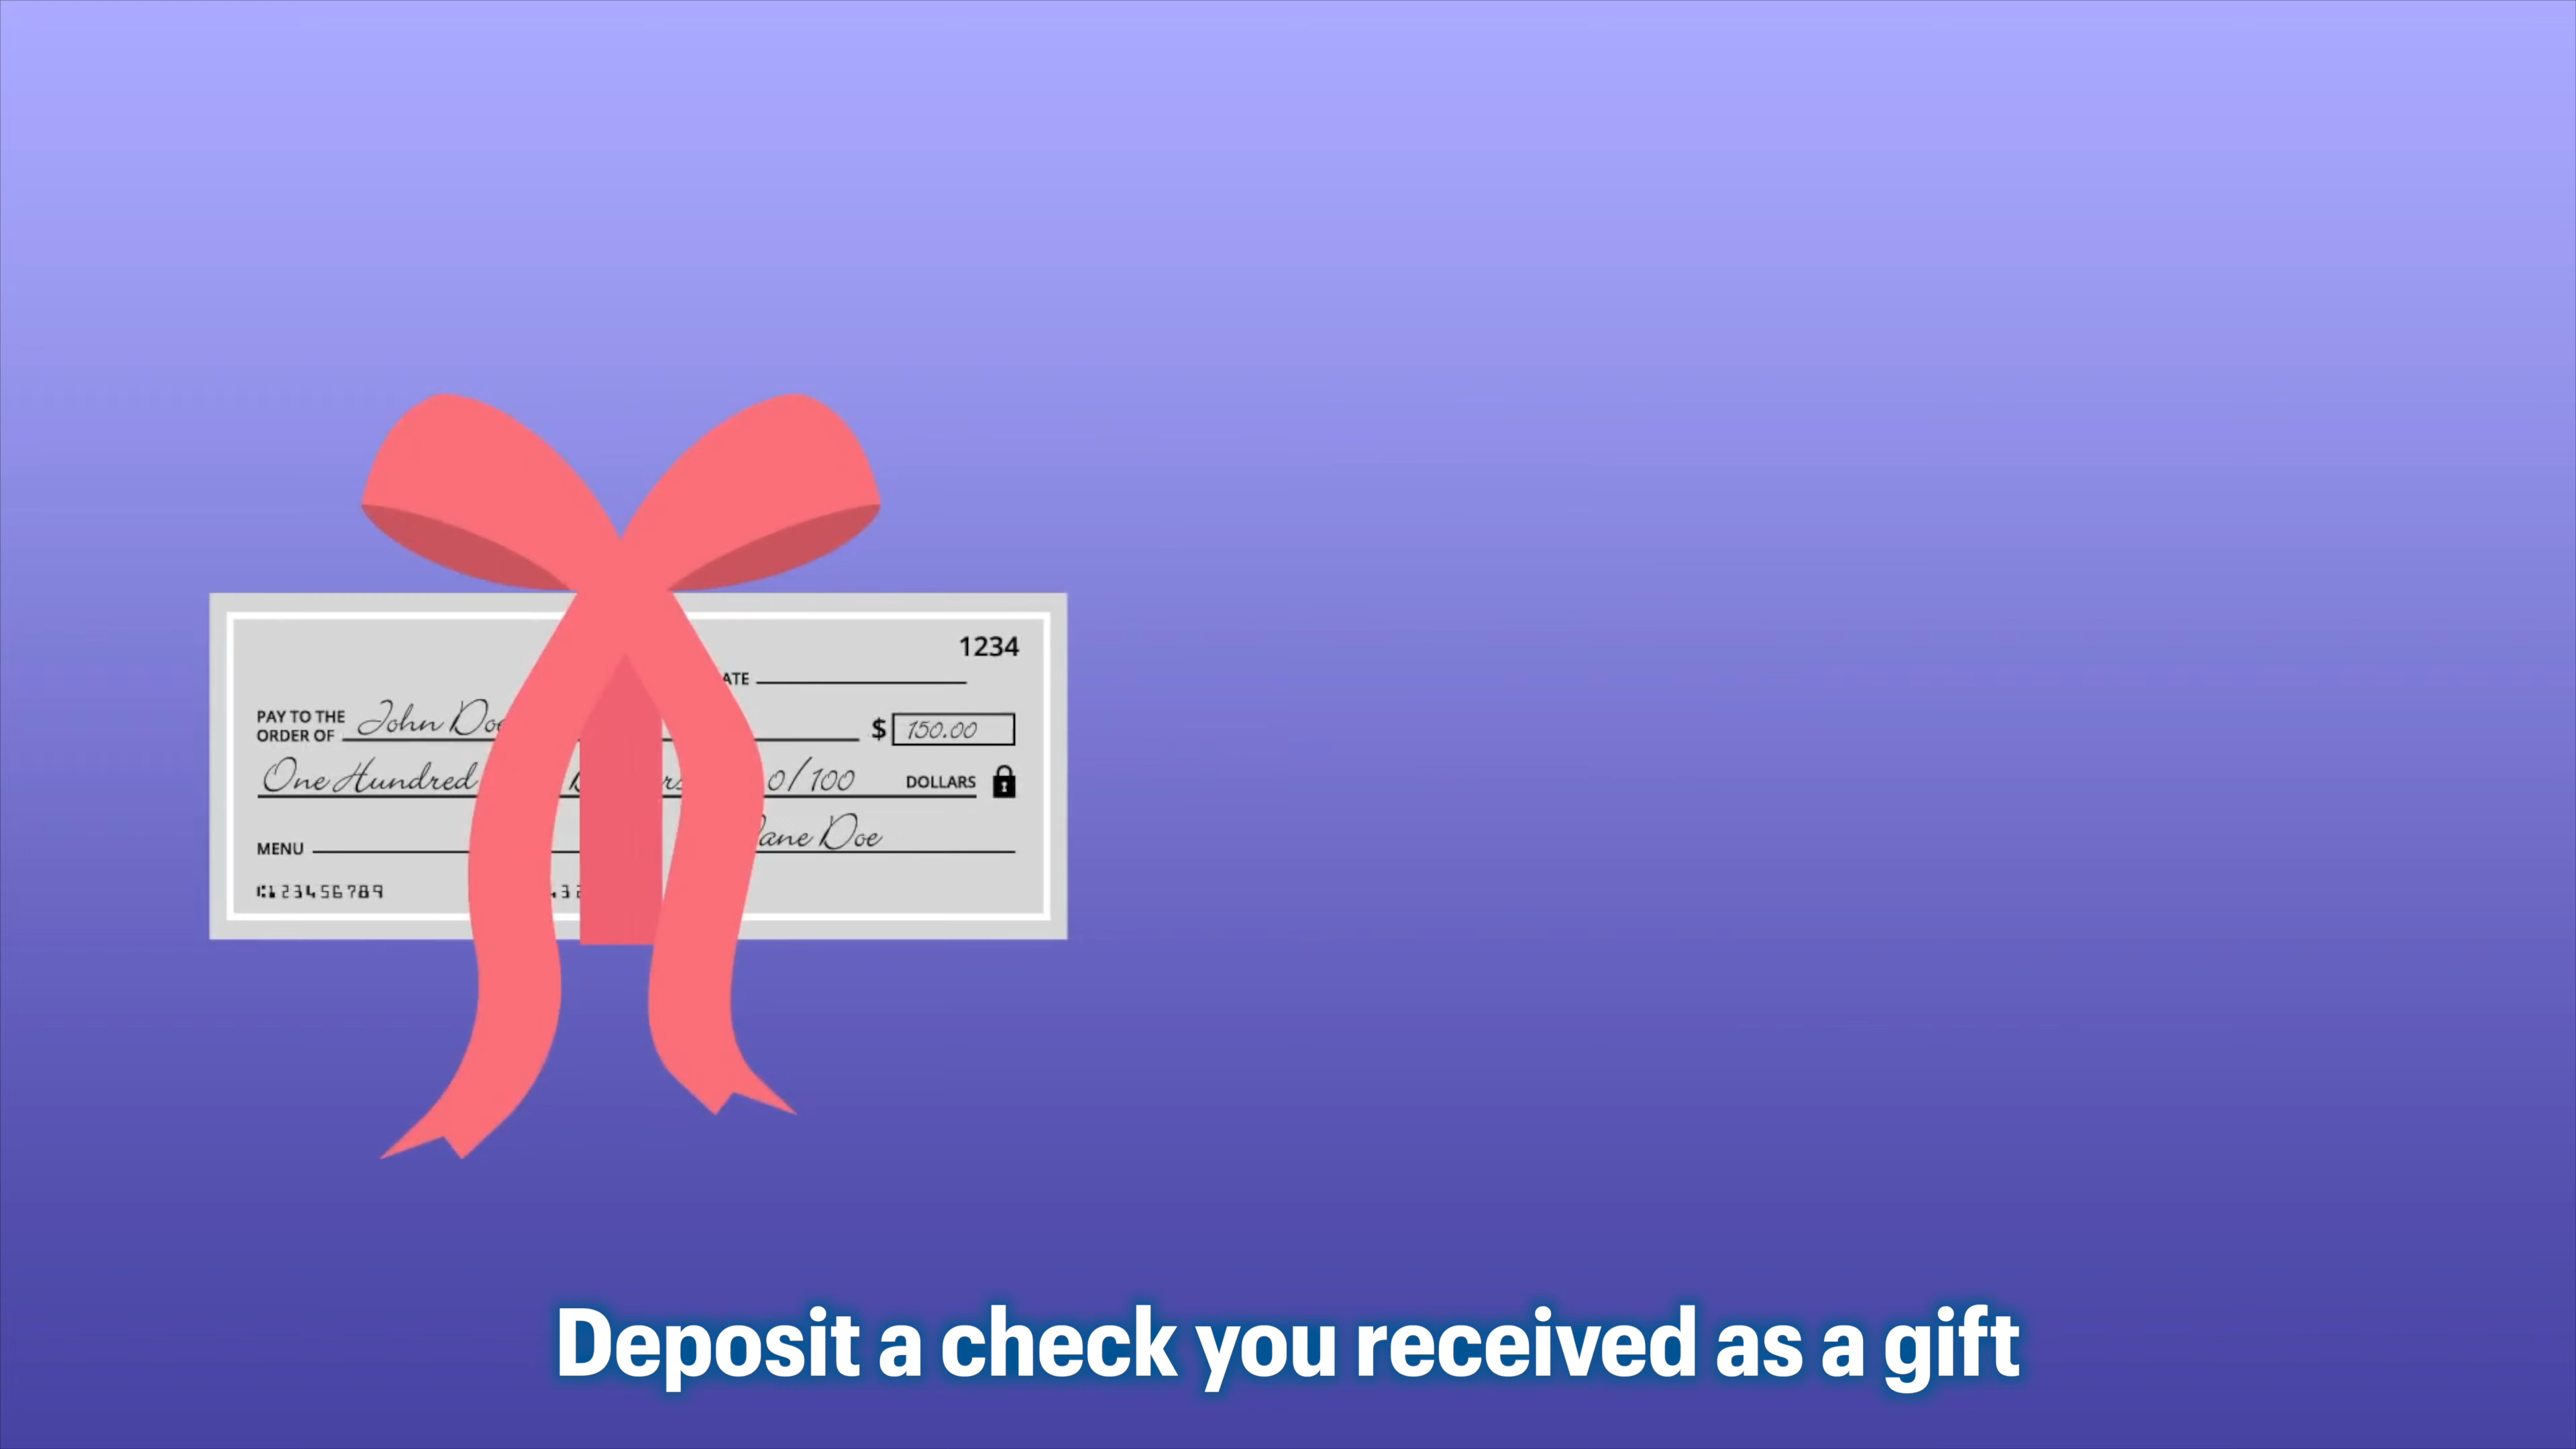 1234
PAY TO THE
ORDER OF John
$ 150.00
One Hundred 0/100 DOLLARS
MENU Doe
123456789
Deposit a check you received as a gift